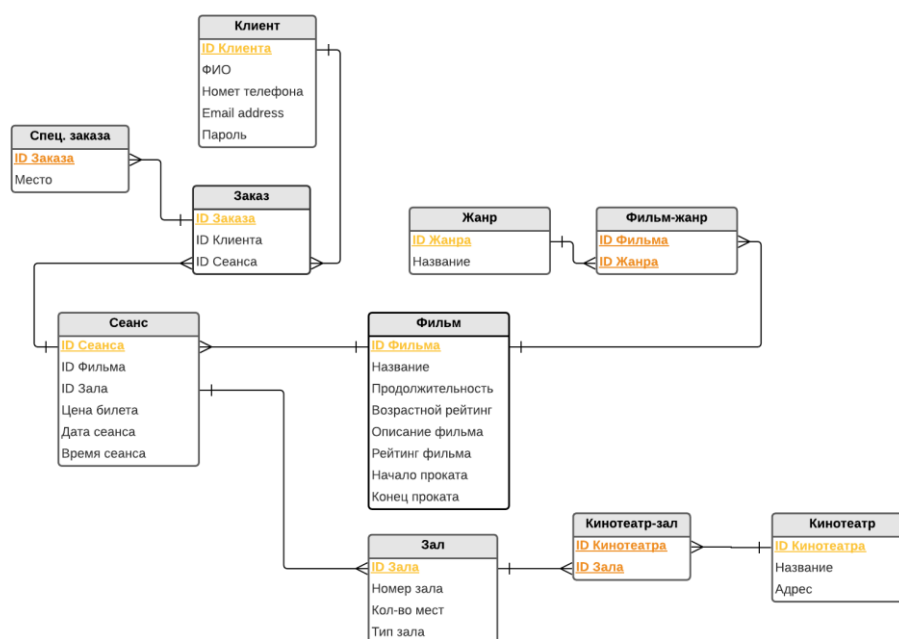 Клиент
ID Клиента
ФИО
Номет телефона
Email address
Пароль
Спец. заказа
ID Заказа
Место
Заказ
ID Заказа
ID Клиента
ID Сеанса
Жанр
ID Жанра
Название
Фильм-жанр
ID Фильма
ID Жанра
Сеанс
ID Сеанса
ID Фильма
ID Зала
Цена билета
Дата сеанса
Время сеанса
Фильм
ID Фильма
Название
Продолжительность
Возрастной рейтинг
Описание фильма
Рейтинг фильма
Начало проката
Конец проката
Зал
ID Зала
Номер зала
Кол-во мест
Тип зала
Кинотеатр-зал
ID Кинотеатра
ID Зала
Кинотеатр
ID Кинотеатра
Название
Адрес